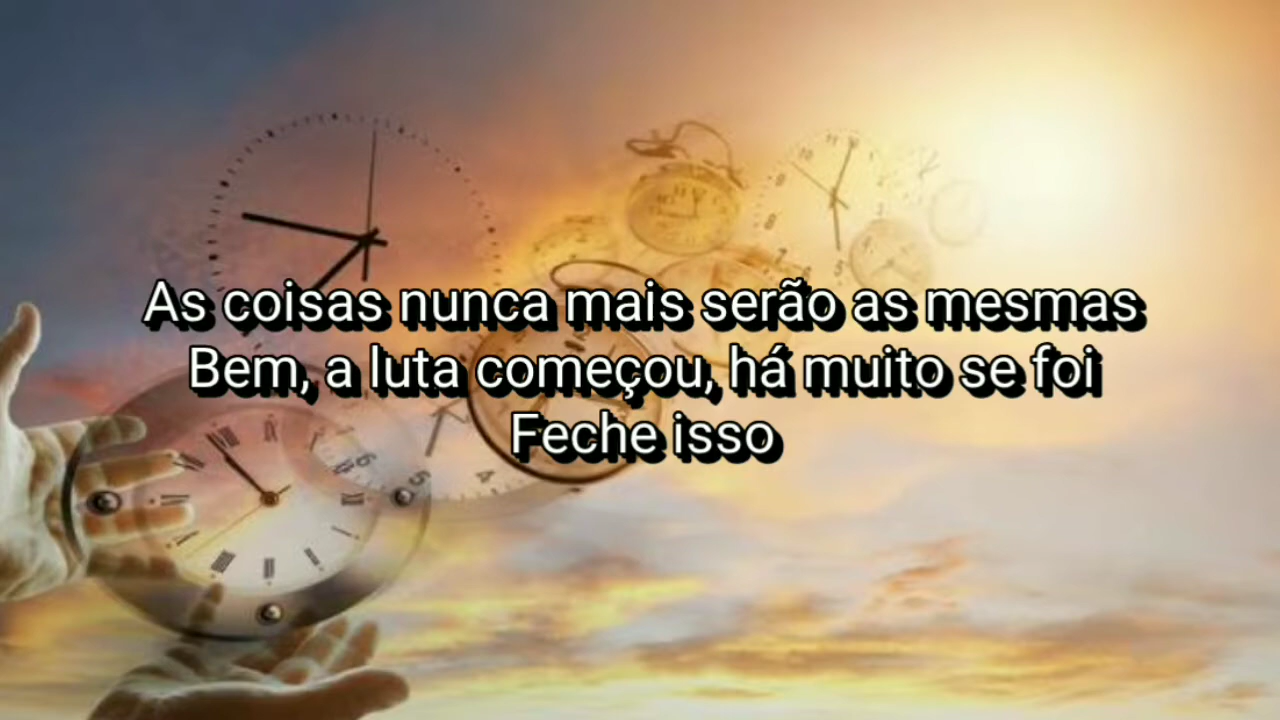 As coisas nunca mais serão as mesmas
Bem, a luta começou, há muito se foi
Feche isso